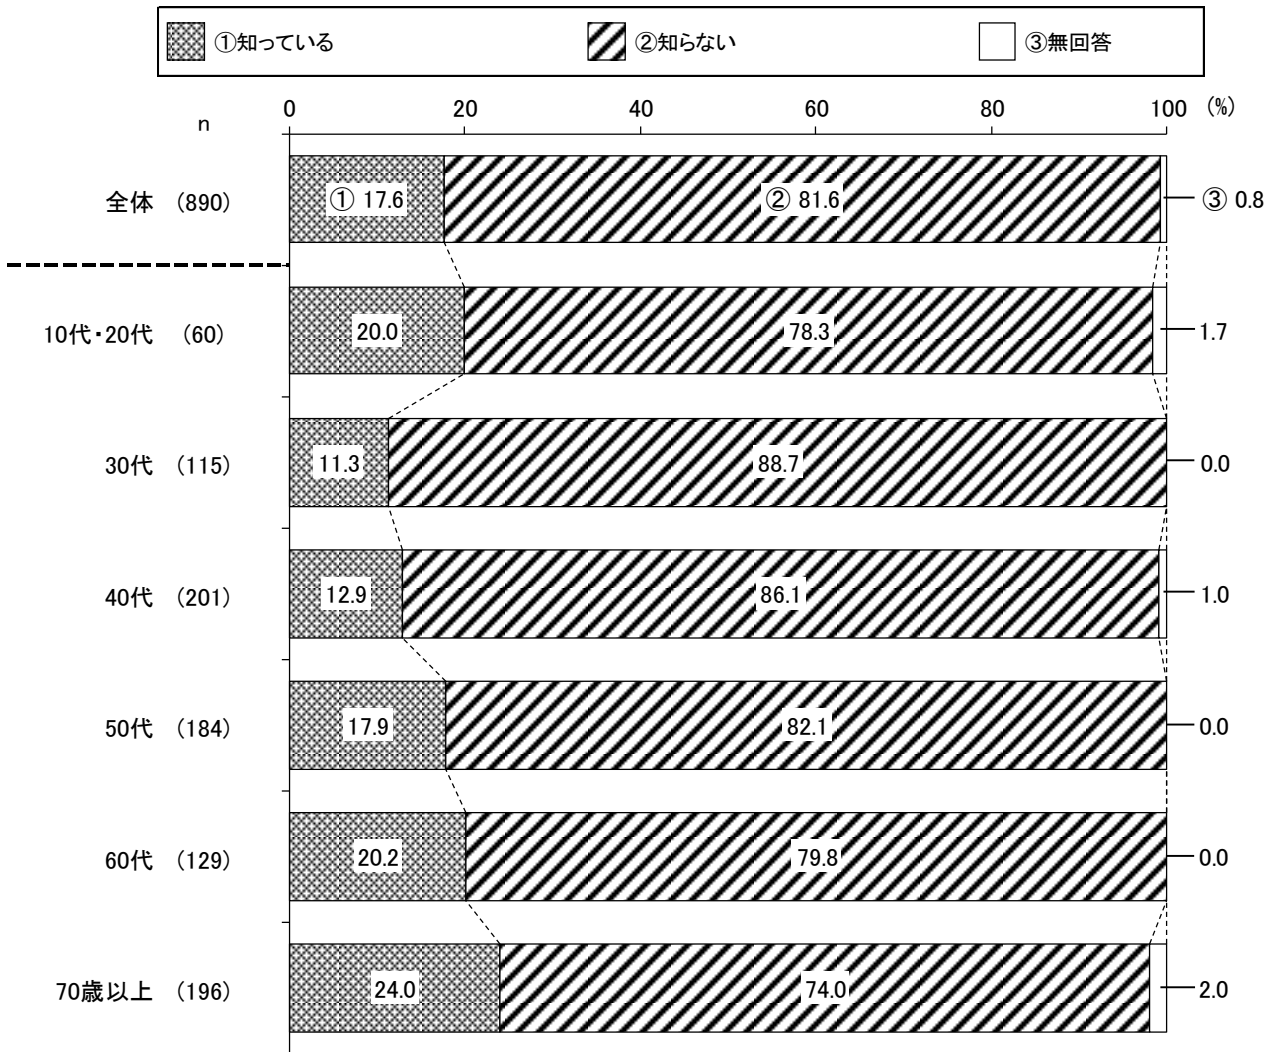 ①知っている ②知らない ③無回答
0 20 40 60 80 100 (%)
n
全体 (890) ① 17.6 ② 81.6 ③ 0.8
10代・20代 (60) 20.0 78.3 1.7
30代 (115) 11.3 88.7 0.0
40代 (201) 12.9 86.1 1.0
50代 (184) 17.9 82.1 0.0
60代 (129) 20.2 79.8 0.0
70歳以上 (196) 24.0 74.0 2.0